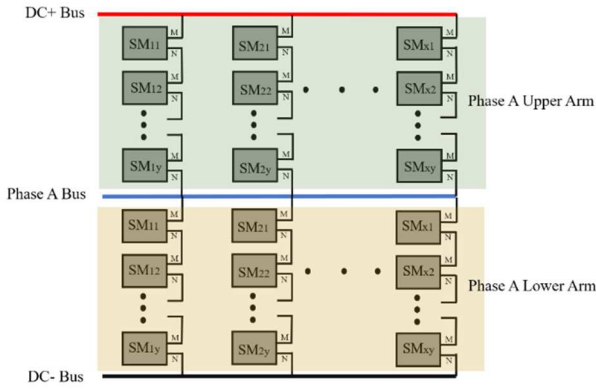 DC+ Bus
SM11 M N SM21 M N SMx1 M N
SM12 M N SM22 M N SMx2 M N
Phase A Upper Arm
SM1y M N SM2y M N SMxy M N
Phase A Bus
SM11 M N SM21 M N SMx1 M N
SM12 M N SM22 M N SMx2 M N
Phase A Lower Arm
SM1y M N SM2y M N SMxy M N
DC- Bus